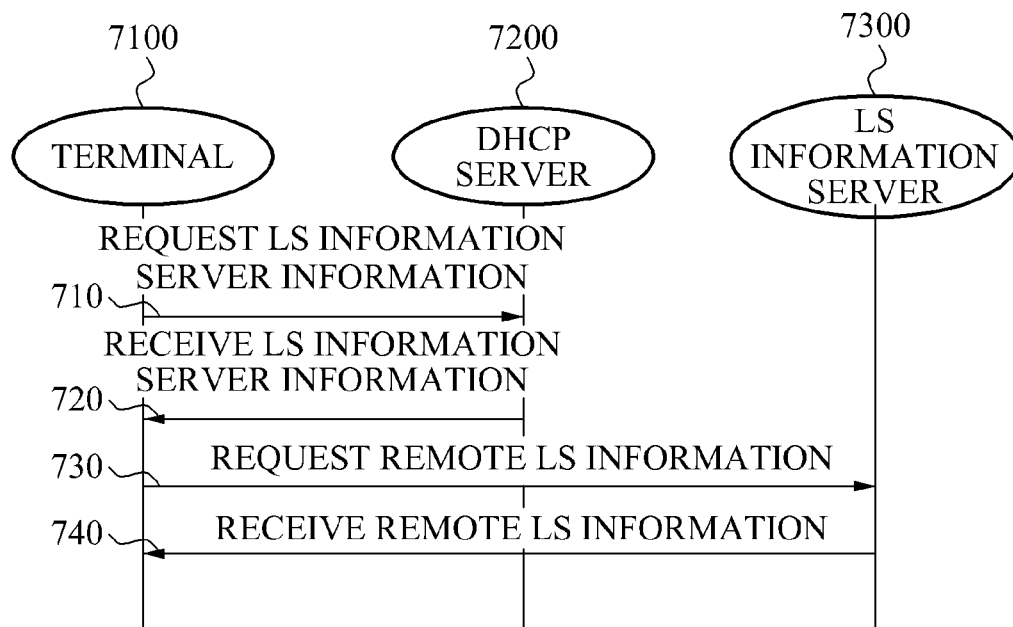 7100
7200
7300
TERMINAL
DHCP
SERVER
LS
INFORMATION
SERVER
REQUEST LS INFORMATION
SERVER INFORMATION
710
RECEIVE LS INFORMATION
SERVER INFORMATION
720
REQUEST REMOTE LS INFORMATION
730
RECEIVE REMOTE LS INFORMATION
740